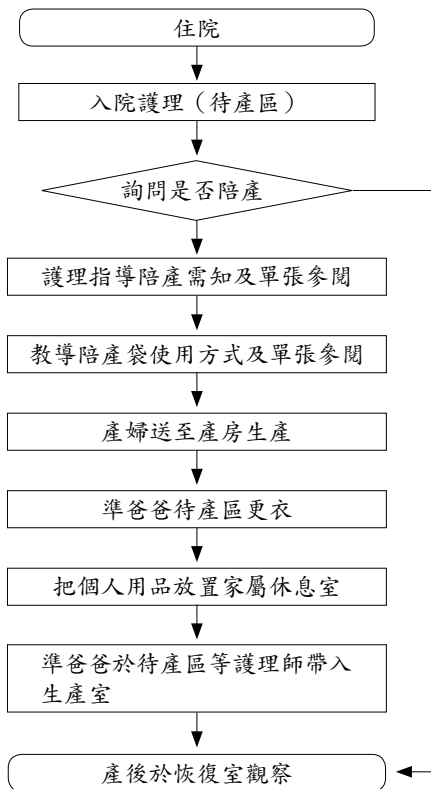 住院
入院護理（待產區）
詢問是否陪產
護理指導陪產需知及單張參閱
教導陪產袋使用方式及單張參閱
產婦送至產房生產
準爸爸待產區更衣
把個人用品放置家屬休息室
準爸爸於待產區等護理師帶入
生產室
產後於恢復室觀察